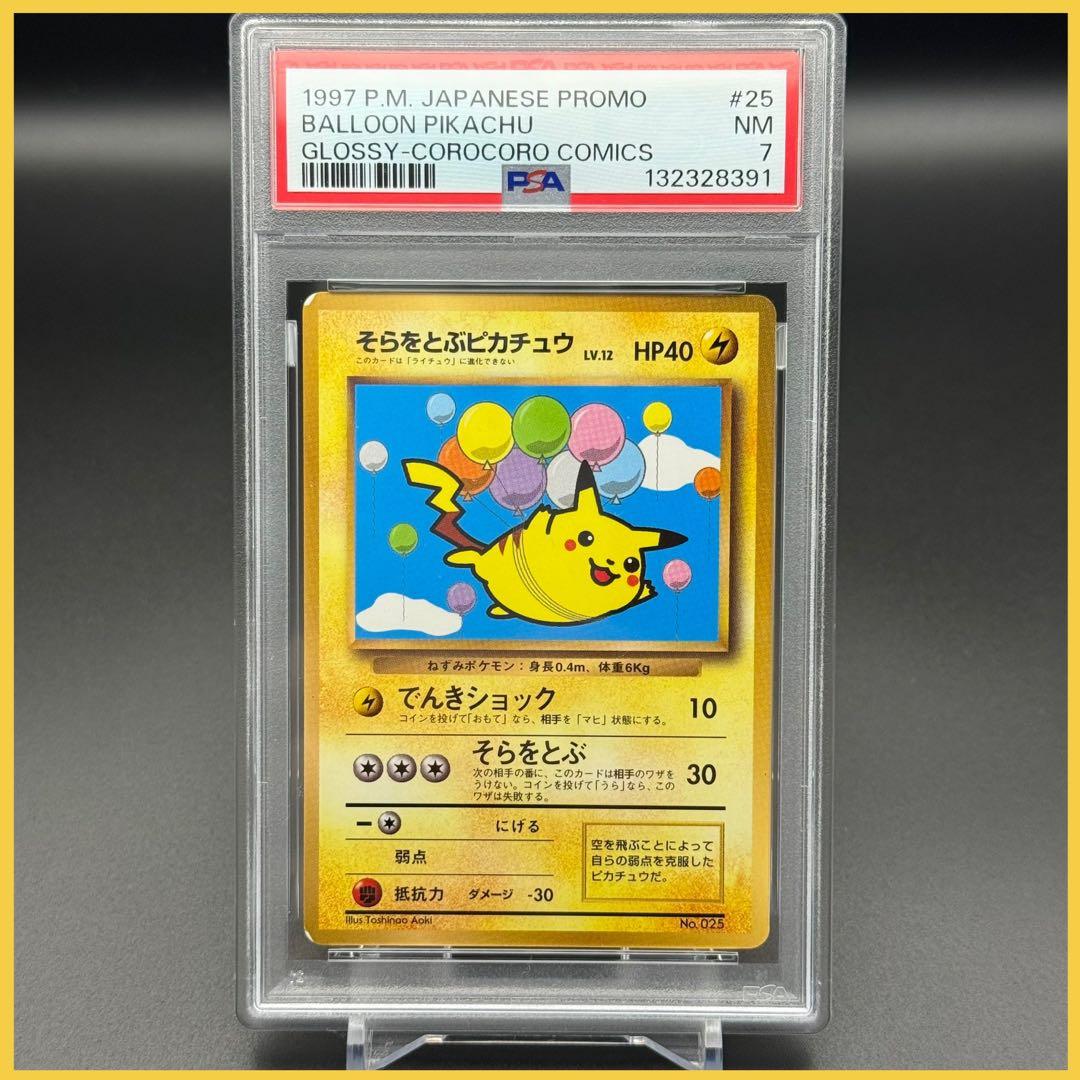 1997 P.M. JAPANESE PROMO #25
BALLOON PIKACHU NM
GLOSSY-COROCORO COMICS 7
PSA 132328391
そらをとぶピカチュウ LV.12 HP40
このカードは「ライチュウ」に進化できない
ねずみポケモン：身長0.4m、体重6Kg
でんきショック
コインを投げて「おもて」なら、相手を「マヒ」状態にする。
10
そらをとぶ
次の相手の番に、このカードは相手のワザを
うけない。コインを投げて「うら」なら、この
ワザは失敗する。
30
にげる
弱点
抵抗力 ダメージ -30
空を飛ぶことによって
自らの弱点を克服した
ピカチュウだ。
Illus Toshinao Aoki No. 025
PSA